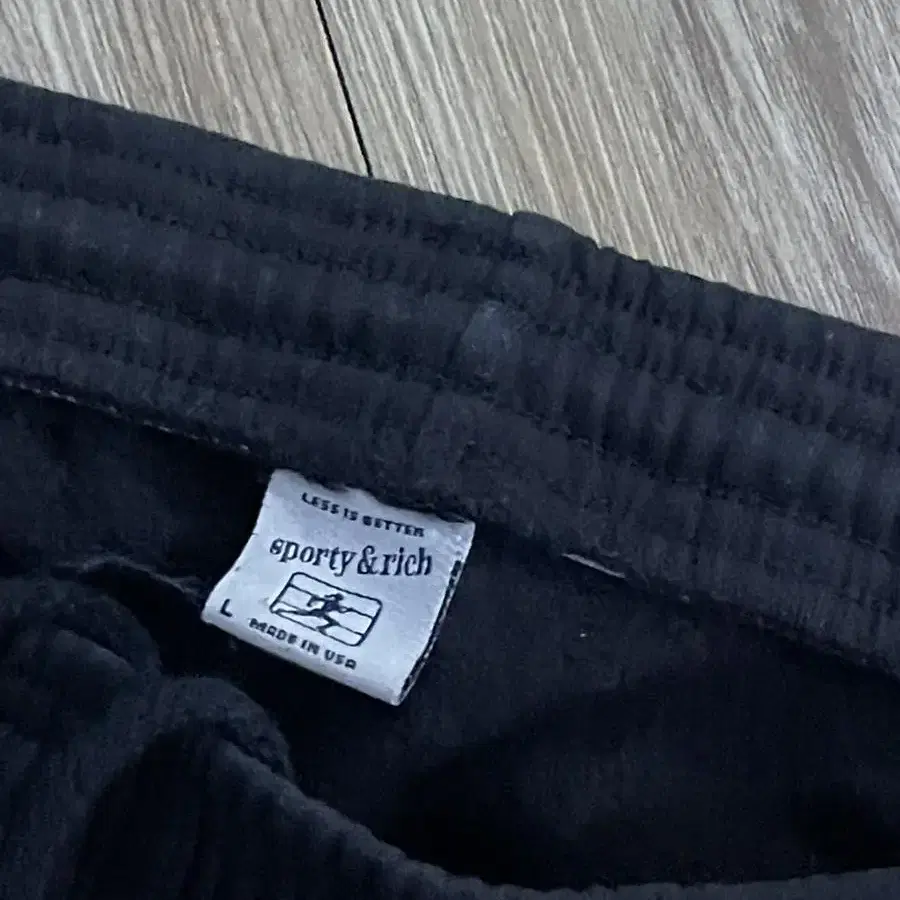 LESS IS BETTER
sporty & rich
L
MADE IN USA